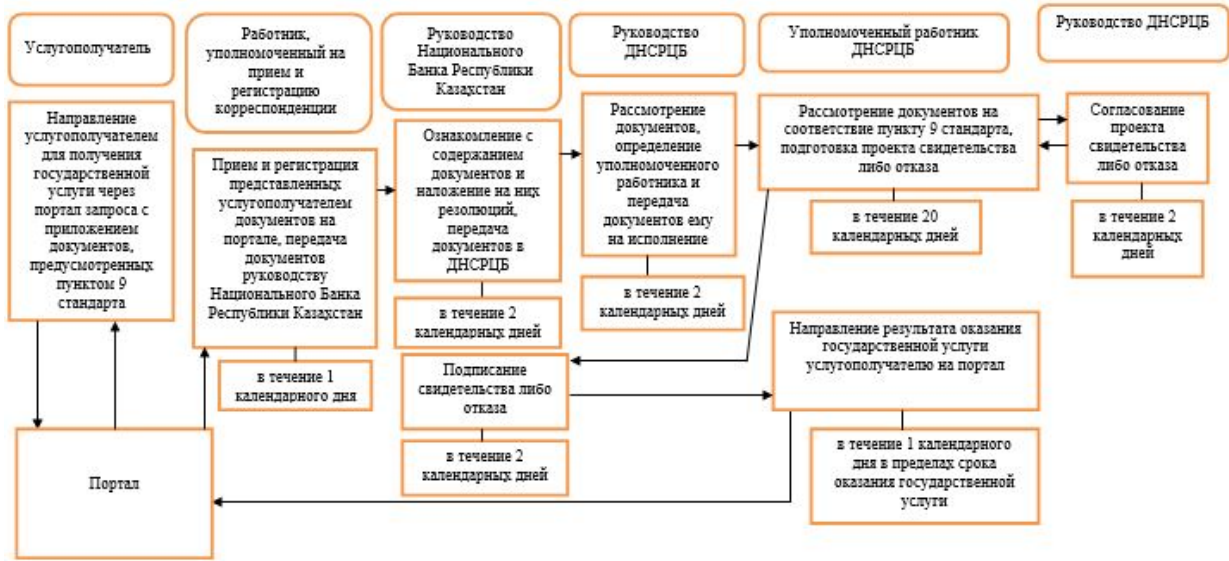 Услугополучатель
Работник,
уполномоченный на
прием и
регистрацию
корреспонденции
Руководство
Национального
Банка Республики
Казахстан
Руководство
ДНСРЦБ
Уполномоченный работник
ДНСРЦБ
Руководство ДНСРЦБ
Направление
услугополучателем
для получения
государственной
услуги через
портал запроса с
приложением
документов,
предусмотренных
пунктом 9
стандарта
Прием и регистрация
представленных
услугополучателем
документов на
портале, передача
документов
руководству
Национального Банка
Республики Казахстан
в течение 1
календарного дня
Ознакомление с
содержанием
документов и
наложение на них
резолюций,
передача
документов в
ДНСРЦБ
в течение 2
календарных дней
Рассмотрение
документов,
определение
уполномоченного
работника и
передача
документов ему
на исполнение
в течение 2
календарных дней
Рассмотрение документов на
соответствие пункту 9 стандарта,
подготовка проекта свидетельства
либо отказа
в течение 20
календарных дней
Согласование
проекта
свидетельства
либо отказа
в течение 2
календарных
дней
Подписание
свидетельства либо
отказа
в течение 2
календарных дней
Направление результата оказания
государственной услуги
услугополучателю на портал
в течение 1 календарного
дня в пределах срока
оказания государственной
услуги
Портал